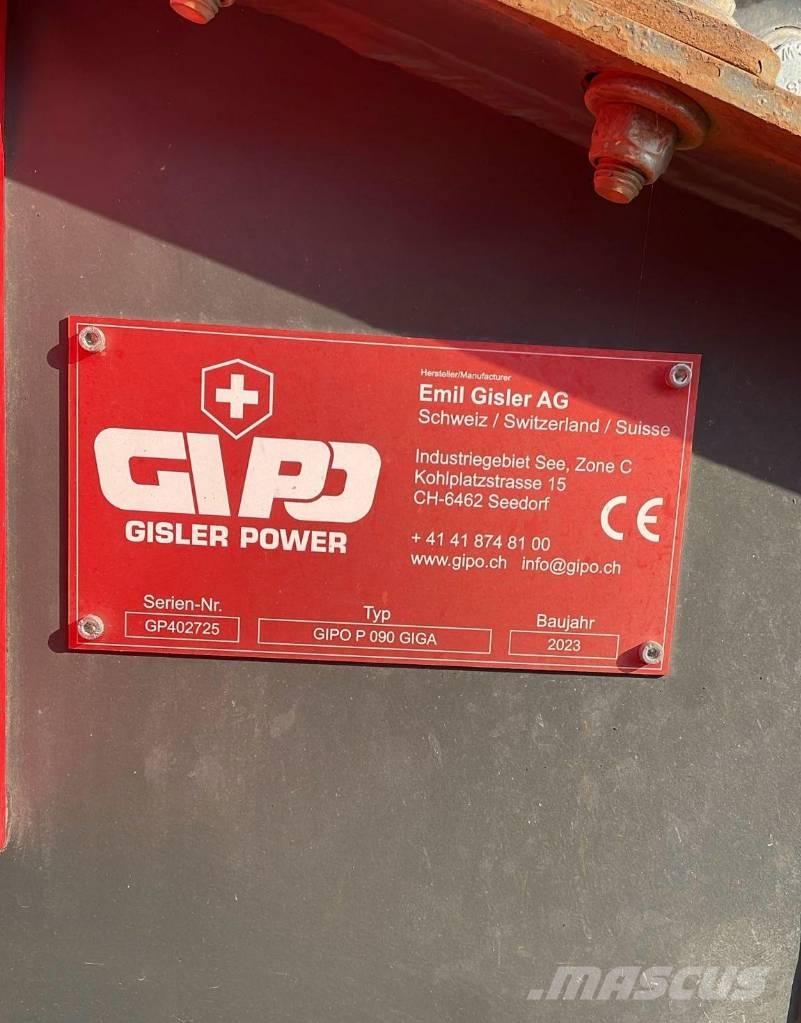 GIPO
GISLER POWER
Hersteller/Manufacturer
Emil Gisler AG
Schweiz / Switzerland / Suisse
Industriegebiet See, Zone C
Kohlplatzstrasse 15
CH-6462 Seedorf
CE
+ 41 41 874 81 00
www.gipo.ch info@gipo.ch
Serien-Nr. Typ Baujahr
GP402725 GIPO P 090 GIGA 2023
MASCUS